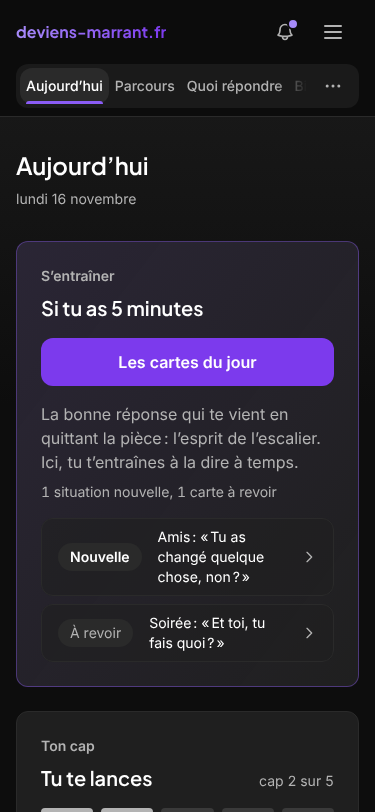 deviens-marrant.fr
Aujourd’hui Parcours Quoi répondre
Aujourd’hui
lundi 16 novembre
S’entraîner
Si tu as 5 minutes
Les cartes du jour
La bonne réponse qui te vient en
quittant la pièce : l’esprit de l’escalier.
Ici, tu t’entraînes à la dire à temps.
1 situation nouvelle, 1 carte à revoir
Nouvelle
Amis : « Tu as
changé quelque
chose, non ? »
À revoir
Soirée : « Et toi, tu
fais quoi ? »
Ton cap
Tu te lances
cap 2 sur 5